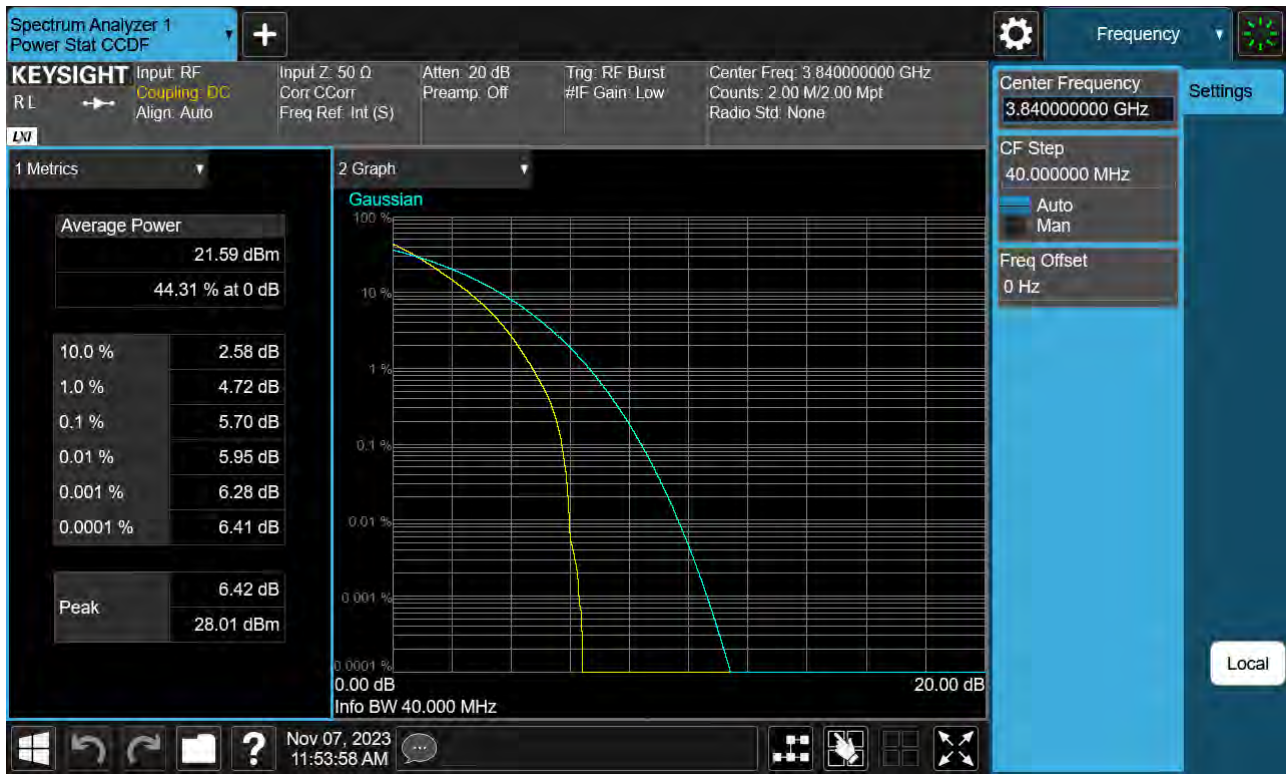 Spectrum Analyzer 1
Power Stat CCDF
Frequency
KEYSIGHT
R L
LXI
Input: RF
Coupling: DC
Align: Auto
Input Z: 50 Ω
Corr CCorr
Freq Ref: Int (S)
Atten: 20 dB
Preamp: Off
Trig: RF Burst
#IF Gain: Low
Center Freq: 3.840000000 GHz
Counts: 2.00 M/2.00 Mpt
Radio Std: None
Center Frequency
3.840000000 GHz
Settings
CF Step
40.000000 MHz
Auto
Man
Freq Offset
0 Hz
1 Metrics
Average Power
21.59 dBm
44.31 % at 0 dB
10.0 % 2.58 dB
1.0 % 4.72 dB
0.1 % 5.70 dB
0.01 % 5.95 dB
0.001 % 6.28 dB
0.0001 % 6.41 dB
Peak
6.42 dB
28.01 dBm
2 Graph
Gaussian
100 %
10 %
1 %
0.1 %
0.01 %
0.001 %
0.0001 %
0.00 dB 20.00 dB
Info BW 40.000 MHz
Local
?
Nov 07, 2023
11:53:58 AM